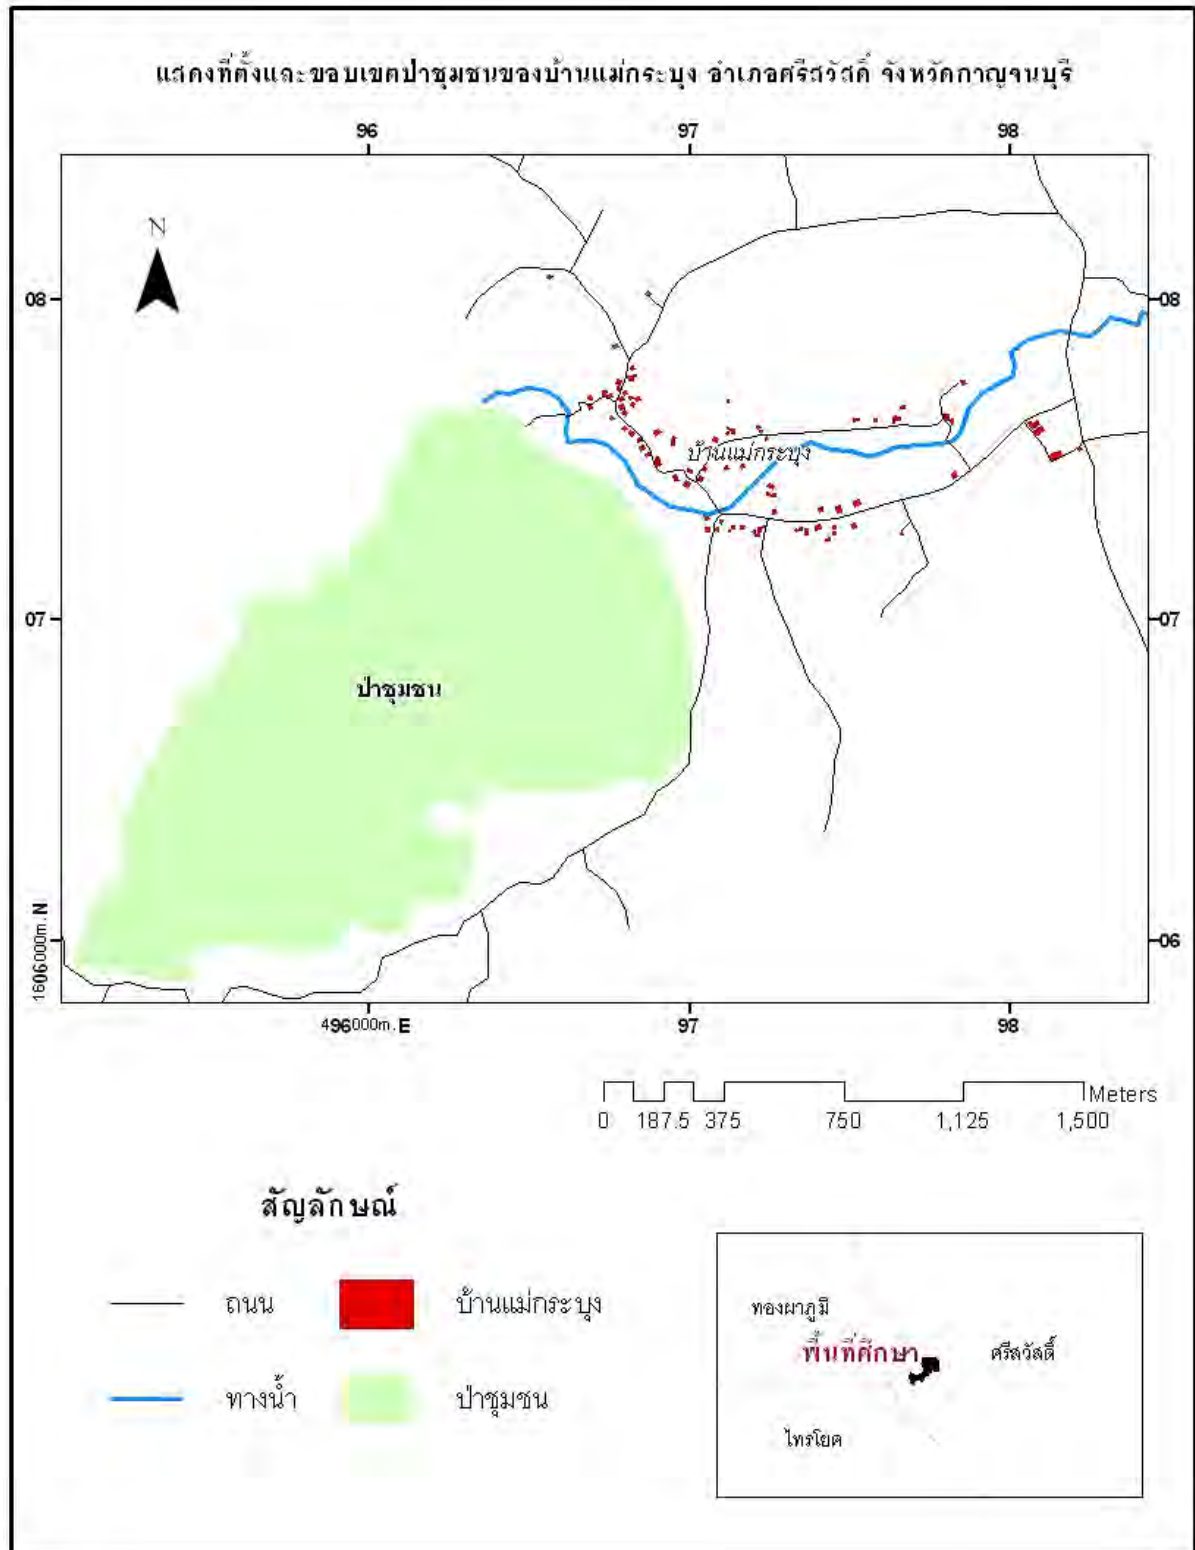 แสดงที่ตั้งและขอบเขตป่าชุมชนของบ้านแม่กระบุง อำเภอศรีสวัสดิ์ จังหวัดกาญจนบุรี
96 97 98
N
08 08
บ้านแม่กระบุง
07 07
ป่าชุมชน
1606000m.N 06
496000m.E 97 98
Meters
0 187.5 375 750 1,125 1,500
สัญลักษณ์
ถนน บ้านแม่กระบุง
ทางน้ำ ป่าชุมชน
ทองผาภูมิ
พื้นที่ศึกษา ศรีสวัสดิ์
ไทรโยค